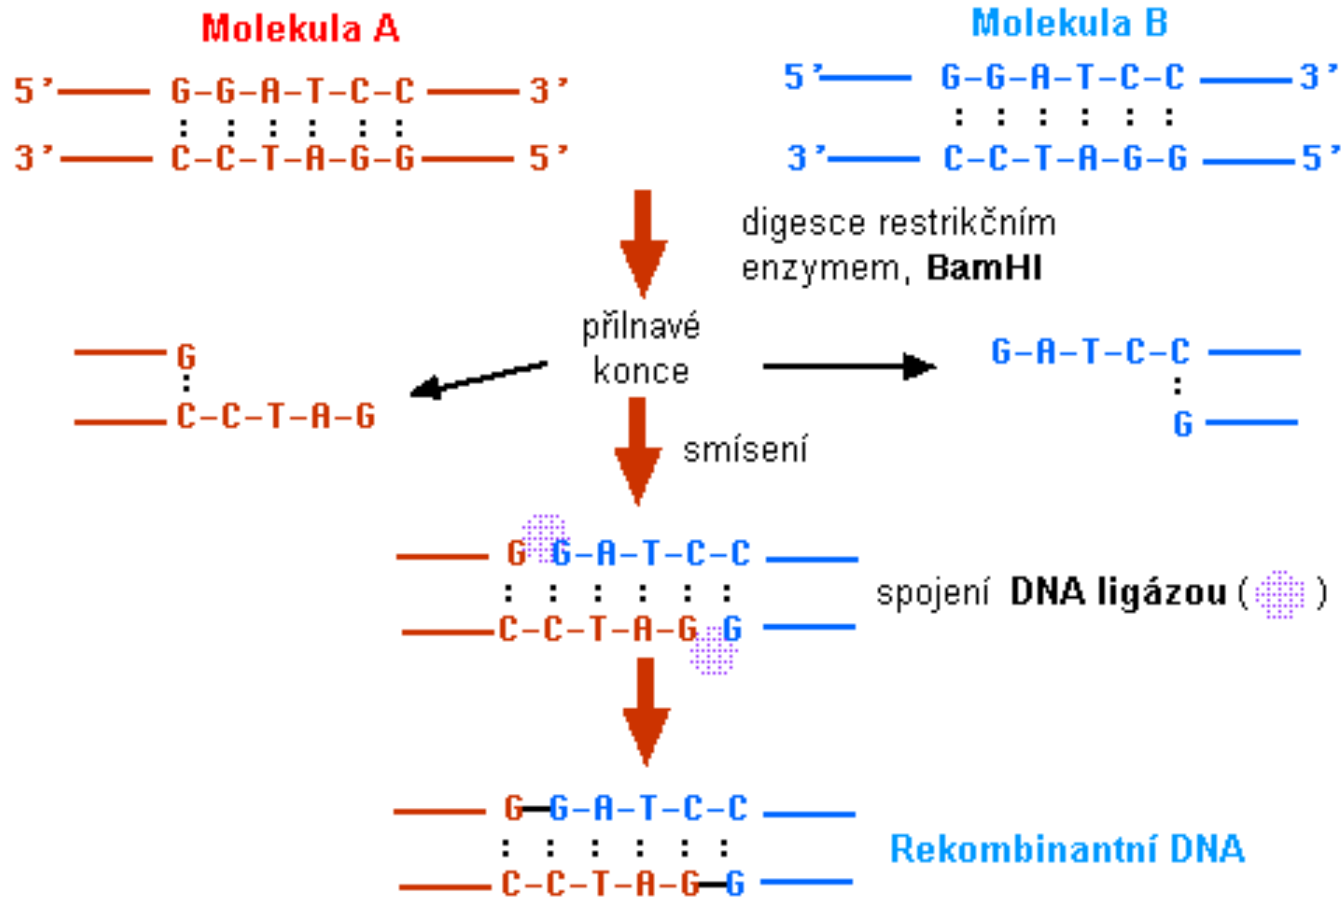 Molekula A
Molekula B
5’ G-G-A-T-C-C 3’
3’ C-C-T-A-G-G 5’
5’ G-G-A-T-C-C 3’
3’ C-C-T-A-G-G 5’
digesce restrikčním
enzymem, BamHI
přilnavé
konce
G
C-C-T-A-G
G-A-T-C-C
G
smísení
G G-A-T-C-C
C-C-T-A-G G
spojení DNA ligázou ( )
G-G-A-T-C-C
C-C-T-A-G-G
Rekombinantní DNA